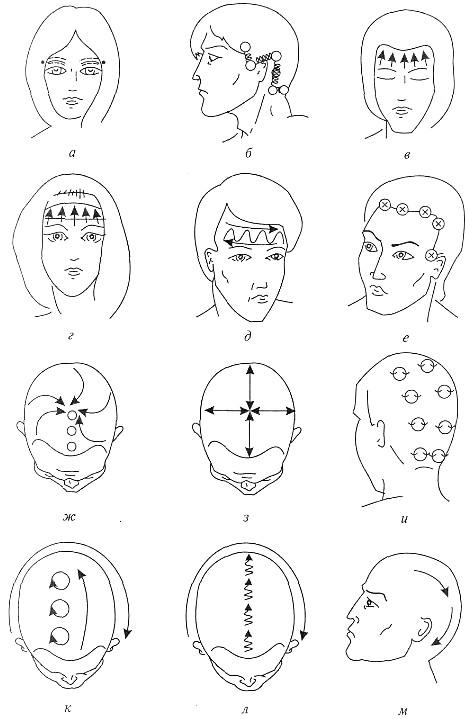 а б в
г д е
ж з и
к л м